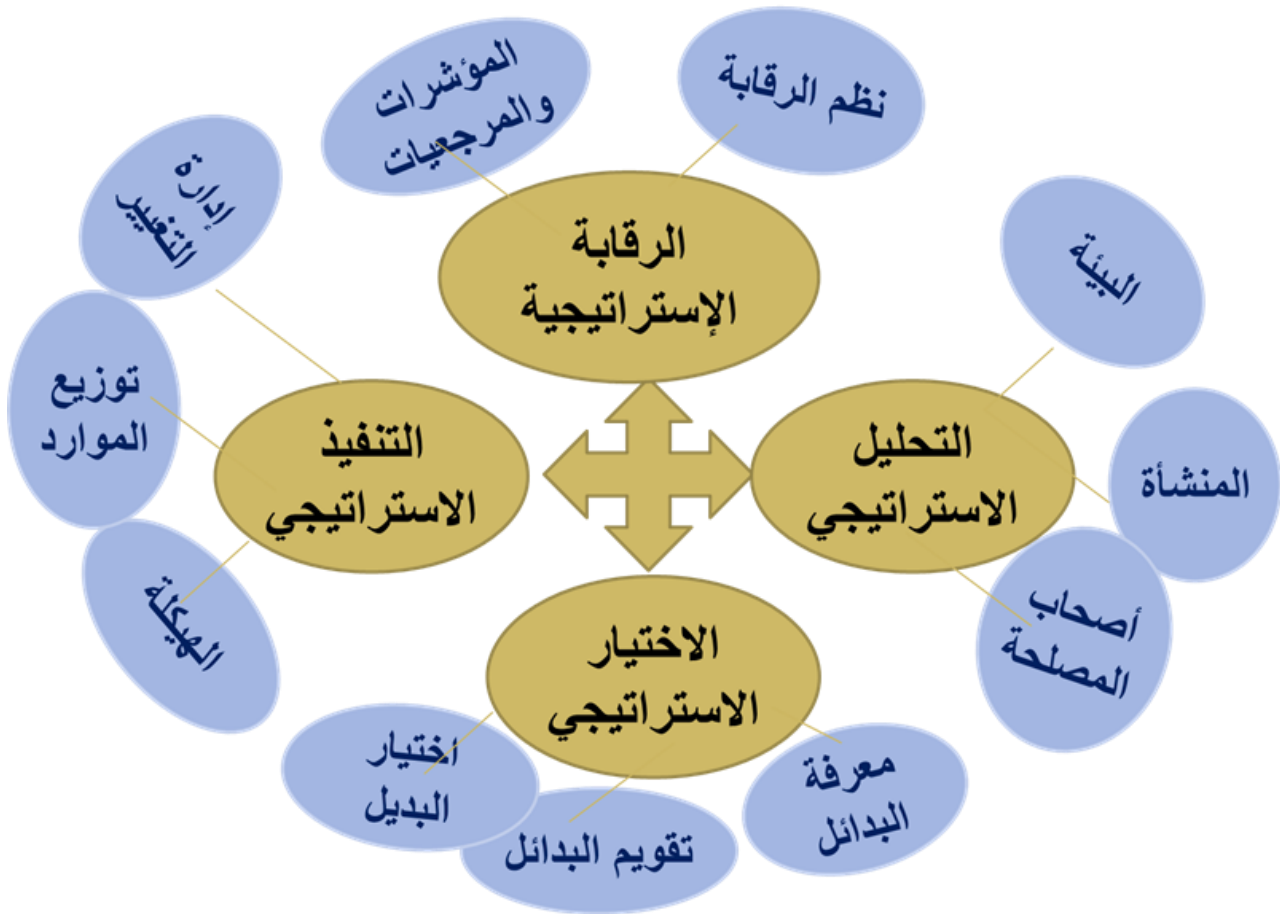 نظم الرقابة
المؤشرات
والمرجعيات
الرقابة
الإستراتيجية
البيئة
المنشأة
أصحاب
المصلحة
التحليل
الاستراتيجي
معرفة
البدائل
تقويم البدائل
اختيار
البديل
الاختيار
الاستراتيجي
الهيكلة
توزيع
الموارد
إدارة
التغيير
التنفيذ
الاستراتيجي